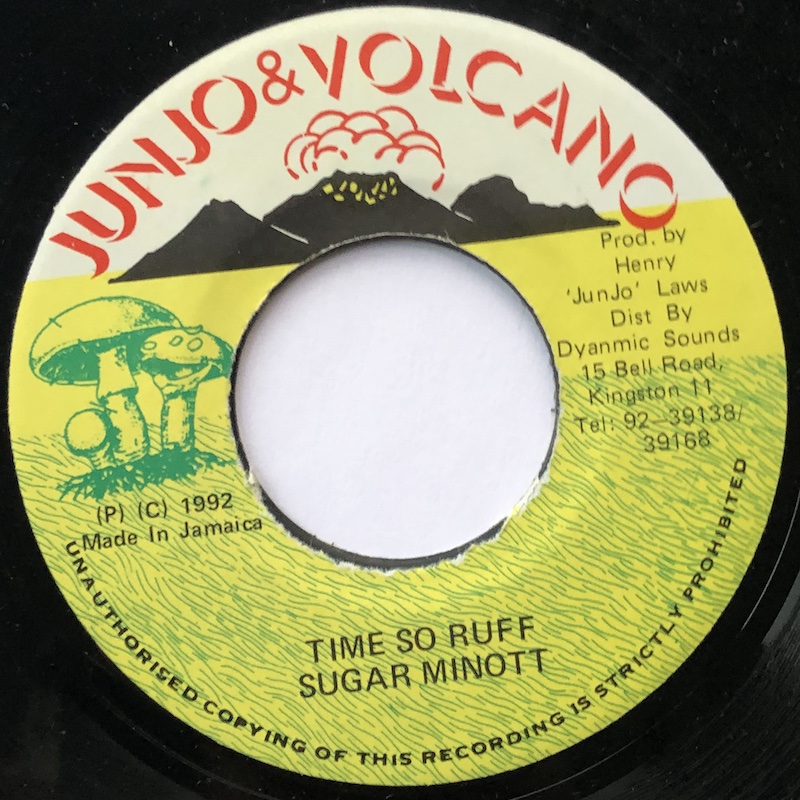 JUNJO & VOLCANO
Prod. by
Henry
'JunJo' Laws
Dist By
Dyanmic Sounds
15 Bell Road,
Kingston 11
Tel: 92-39138/
39168
(P) (C) 1992
Made In Jamaica
TIME SO RUFF
SUGAR MINOTT
UNAUTHORISED COPYING OF THIS RECORDING IS STRICTLY PROHIBITED